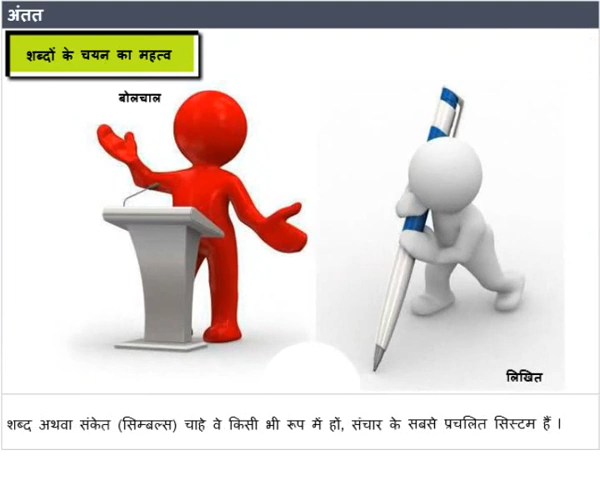 अंतत
शब्दों के चयन का महत्व
बोलचाल
लिखित
शब्द अथवा संकेत (सिम्बल्स) चाहे वे किसी भी रूप में हों, संचार के सबसे प्रचलित सिस्टम हैं ।